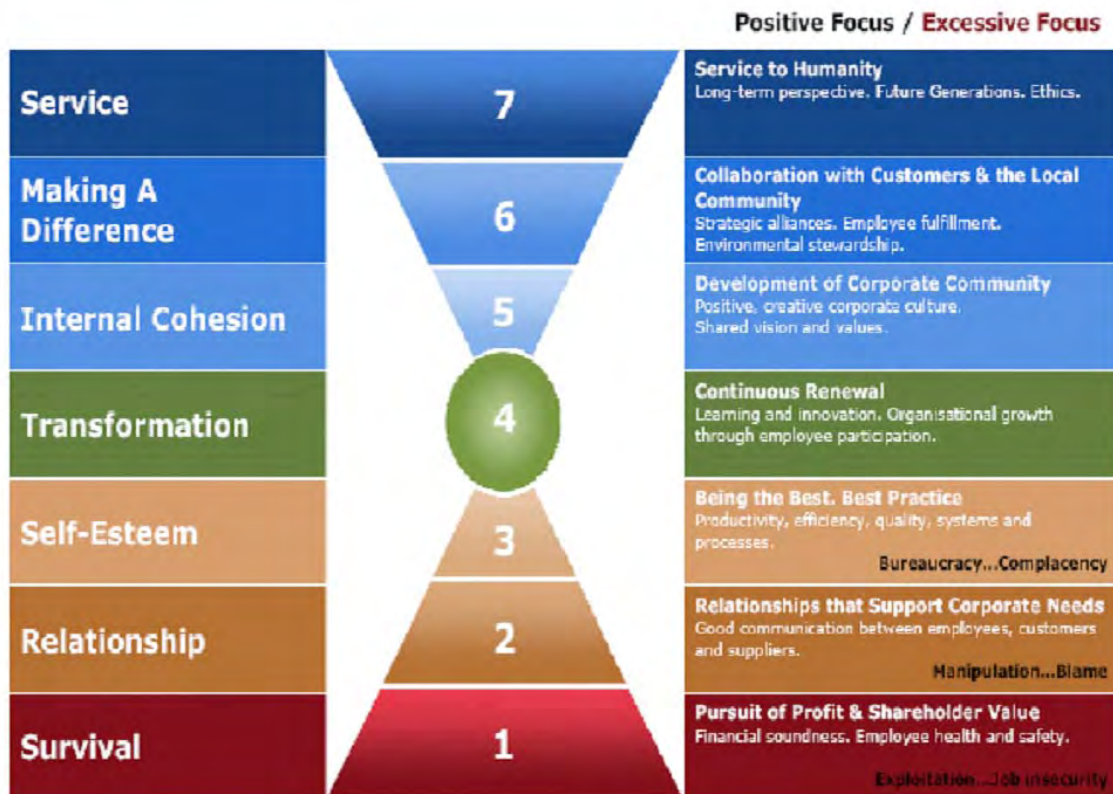 Positive Focus / Excessive Focus
Service
7
Service to Humanity
Long-term perspective. Future Generations. Ethics.
Making A
Difference
6
Collaboration with Customers & the Local
Community
Strategic alliances. Employee fulfillment.
Environmental stewardship.
Internal Cohesion
5
Development of Corporate Community
Positive, creative corporate culture.
Shared vision and values.
Transformation
4
Continuous Renewal
Learning and innovation. Organisational growth
through employee participation.
Self-Esteem
3
Being the Best. Best Practice
Productivity, efficiency, quality, systems and
processes.
Bureaucracy...Complacency
Relationship
2
Relationships that Support Corporate Needs
Good communication between employees, customers
and suppliers.
Manipulation...Blame
Survival
1
Pursuit of Profit & Shareholder Value
Financial soundness. Employee health and safety.
Exploitation...Job insecurity